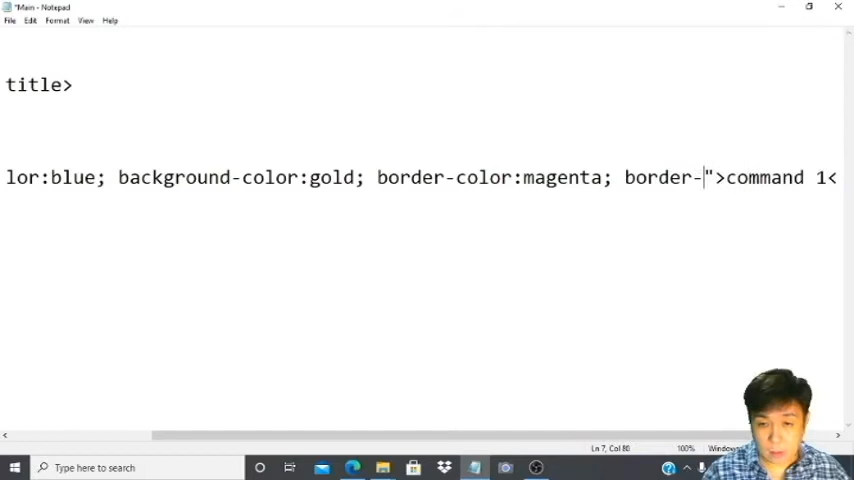 *Main - Notepad
File Edit Format View Help
title>
lor:blue; background-color:gold; border-color:magenta; border-">command 1<
Ln 7, Col 80 100% Windows
Type here to search